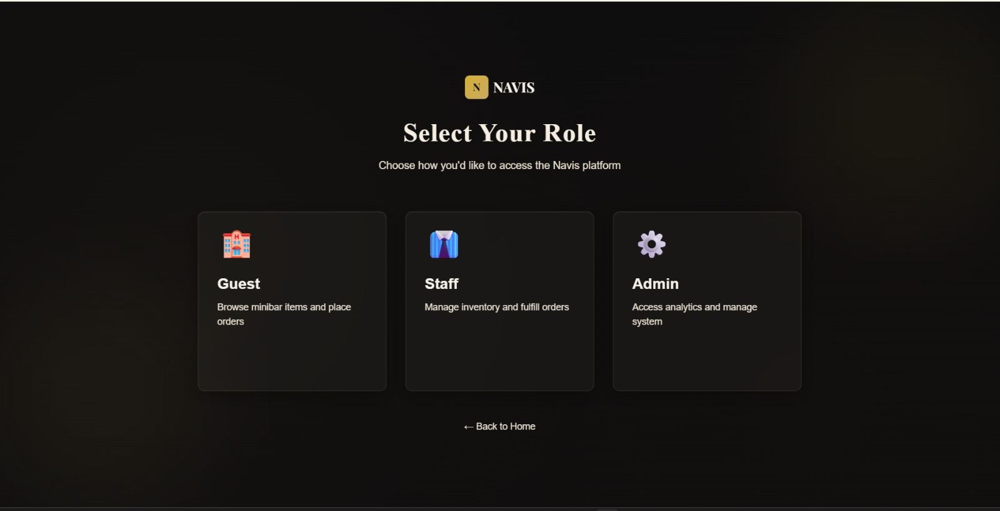 N NAVIS
Select Your Role
Choose how you'd like to access the Navis platform
H
Guest
Browse minibar items and place
orders
Staff
Manage inventory and fulfill orders
Admin
Access analytics and manage
system
← Back to Home